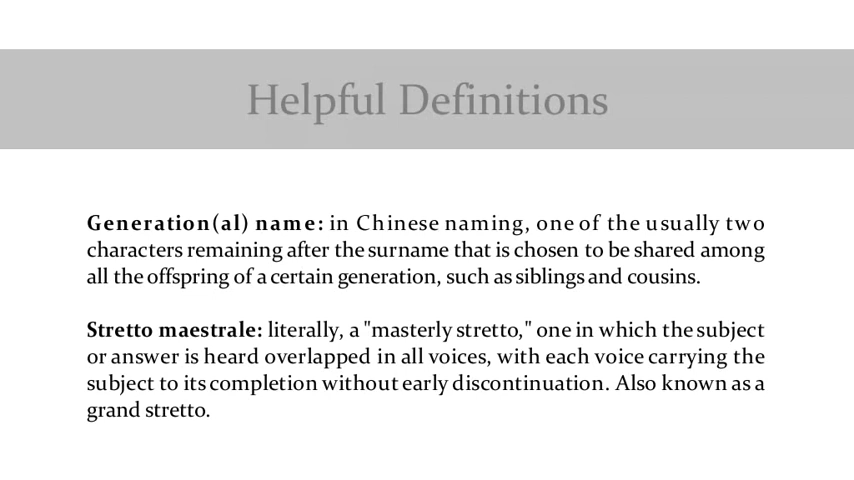 Helpful Definitions
Generation(al) name: in Chinese naming, one of the usually two
characters remaining after the surname that is chosen to be shared among
all the offspring of a certain generation, such as siblings and cousins.
Stretto maestrale: literally, a "masterly stretto," one in which the subject
or answer is heard overlapped in all voices, with each voice carrying the
subject to its completion without early discontinuation. Also known as a
grand stretto.